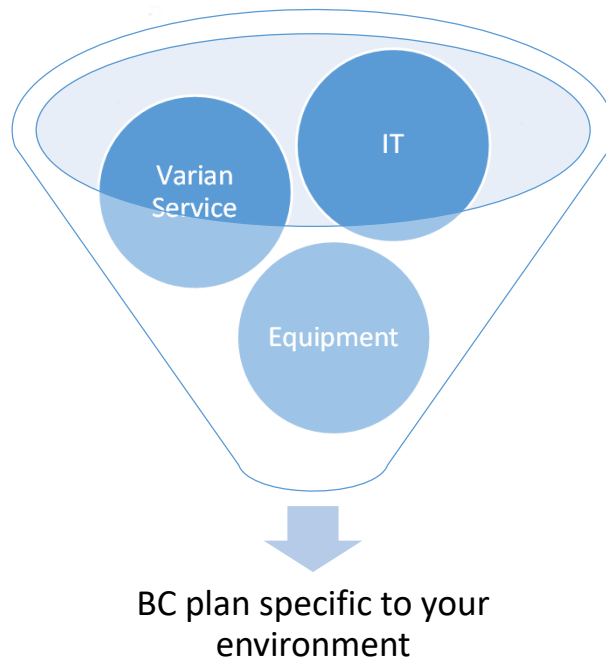 IT
Varian
Service
Equipment
BC plan specific to your
environment